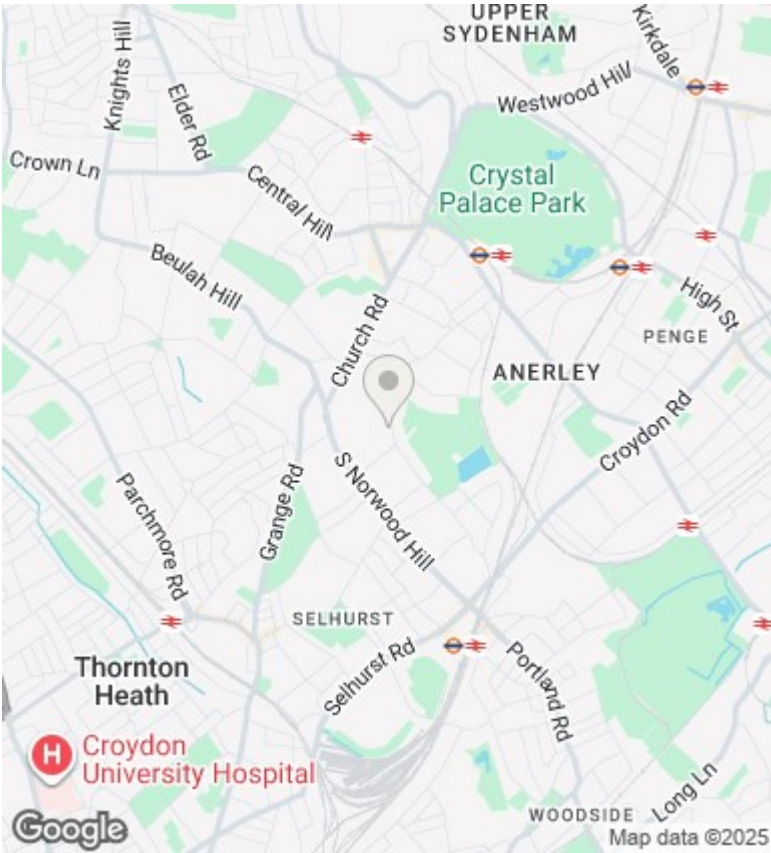 UPPER
SYDENHAM
Kirkdale
Knights Hill
Elder Rd
Westwood Hill
Crown Ln
Central Hill
Crystal
Palace Park
Beulah Hill
High St
Church Rd
PENGE
ANERLEY
Croydon Rd
S Norwood Hill
Grange Rd
Parchmore Rd
SELHURST
Selhurst Rd
Portland Rd
Thornton
Heath
H
Croydon
University Hospital
Long Ln
WOODSIDE
Google
Map data ©2025